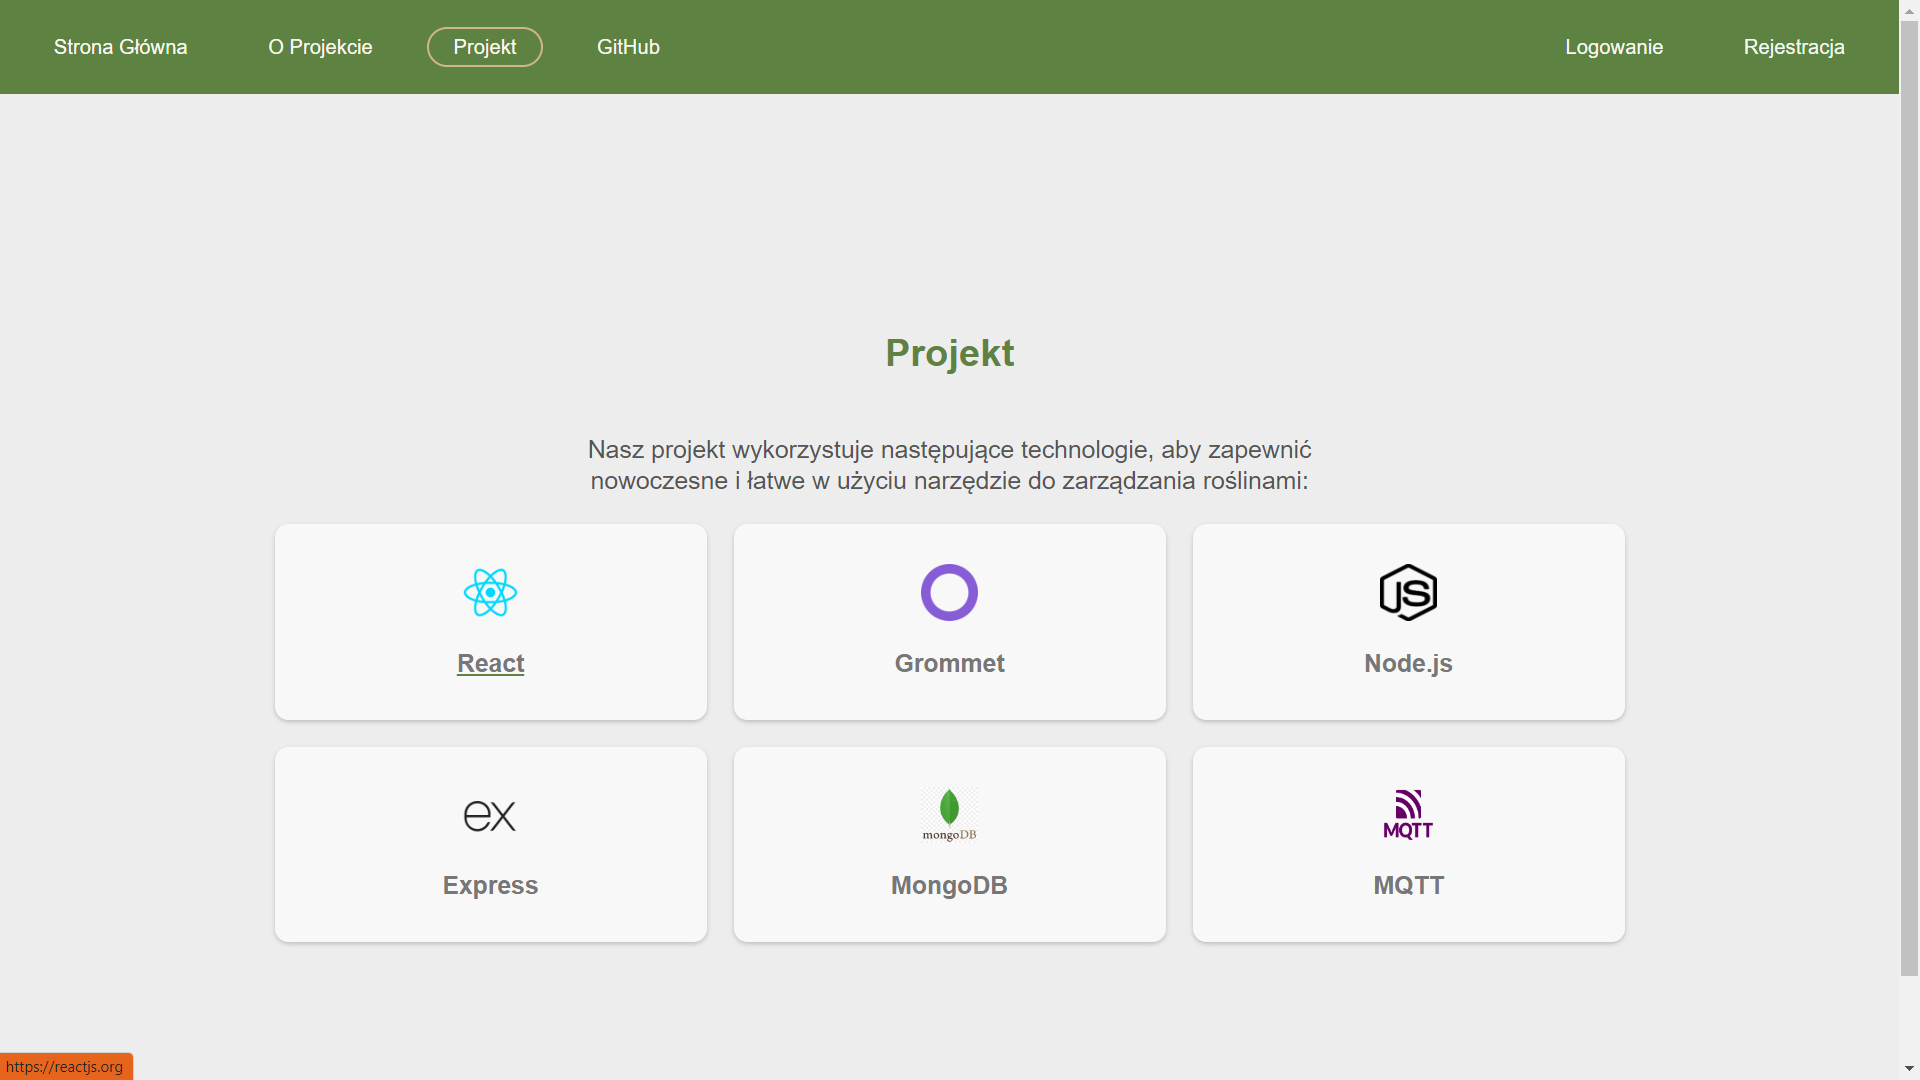 Strona Główna
O Projekcie
Projekt
GitHub
Logowanie
Rejestracja
Projekt
Nasz projekt wykorzystuje następujące technologie, aby zapewnić
nowoczesne i łatwe w użyciu narzędzie do zarządzania roślinami:
React
Grommet
JS
Node.js
ex
Express
mongoDB
MongoDB
MQTT
MQTT
https://reactjs.org